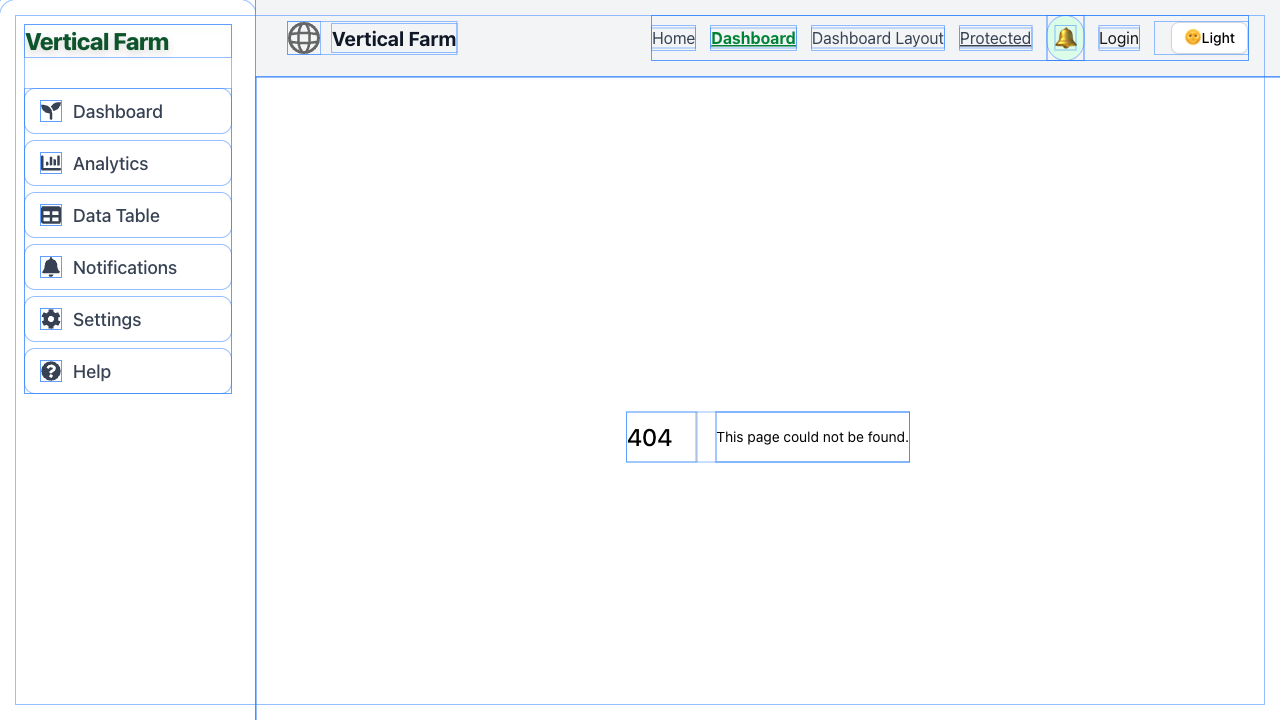 Vertical Farm
Dashboard
Analytics
Data Table
Notifications
Settings
Help
Vertical Farm
Home Dashboard Dashboard Layout Protected Login Light
404
This page could not be found.